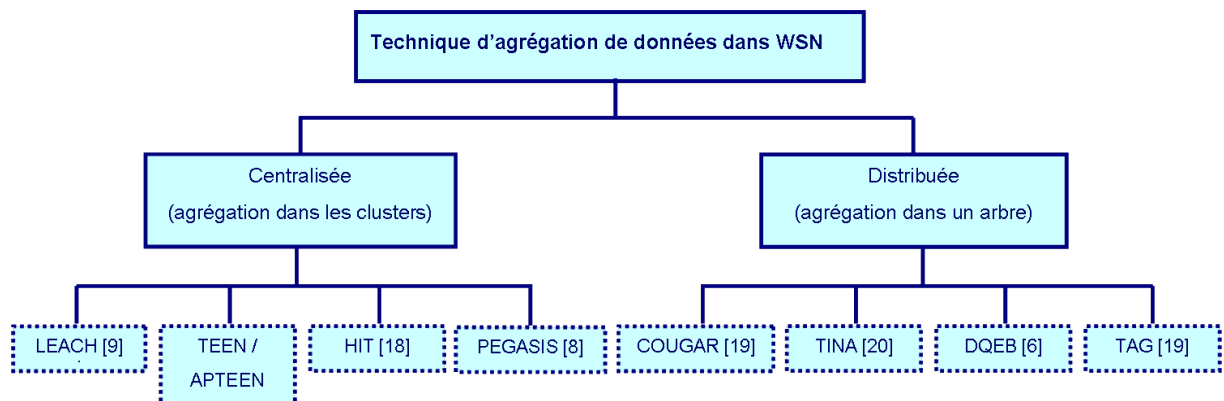 Technique d'agrégation de données dans WSN
Centralisée
(agrégation dans les clusters)
Distribuée
(agrégation dans un arbre)
LEACH [9]
TEEN /
APTEEN
HIT [18]
PEGASIS [8]
COUGAR [19]
TINA [20]
DQEB [6]
TAG [19]